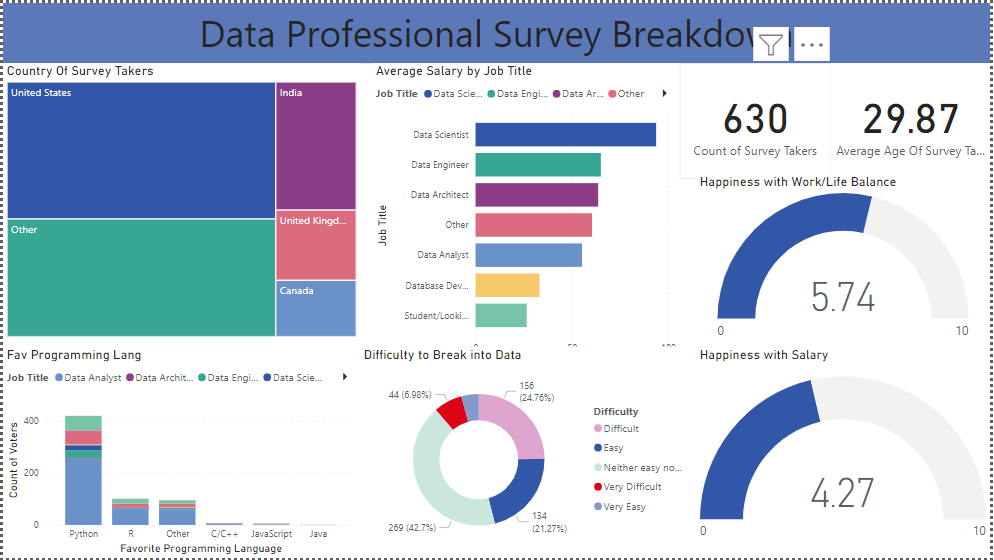 Data Professional Survey Breakdow
Country Of Survey Takers
United States
India
Other
United Kingd...
Canada
Average Salary by Job Title
Job Title Data Scie... Data Engi... Data Ar... Other
Job Title
Data Scientist
Data Engineer
Data Architect
Other
Data Analyst
Database Dev...
Student/Looki...
630
Count of Survey Takers
29.87
Average Age Of Survey Ta...
Happiness with Work/Life Balance
5.74
0
10
Fav Programming Lang
Job Title Data Analyst Data Archit... Data Engi... Data Scie...
Count of Voters
400
200
0
Python R Other C/C++ JavaScript Java
Favorite Programming Language
Difficulty to Break into Data
44 (6.98%)
156
(24.76%)
269 (42.7%)
134
(21.27%)
Difficulty
Difficult
Easy
Neither easy no...
Very Difficult
Very Easy
Happiness with Salary
4.27
0
10